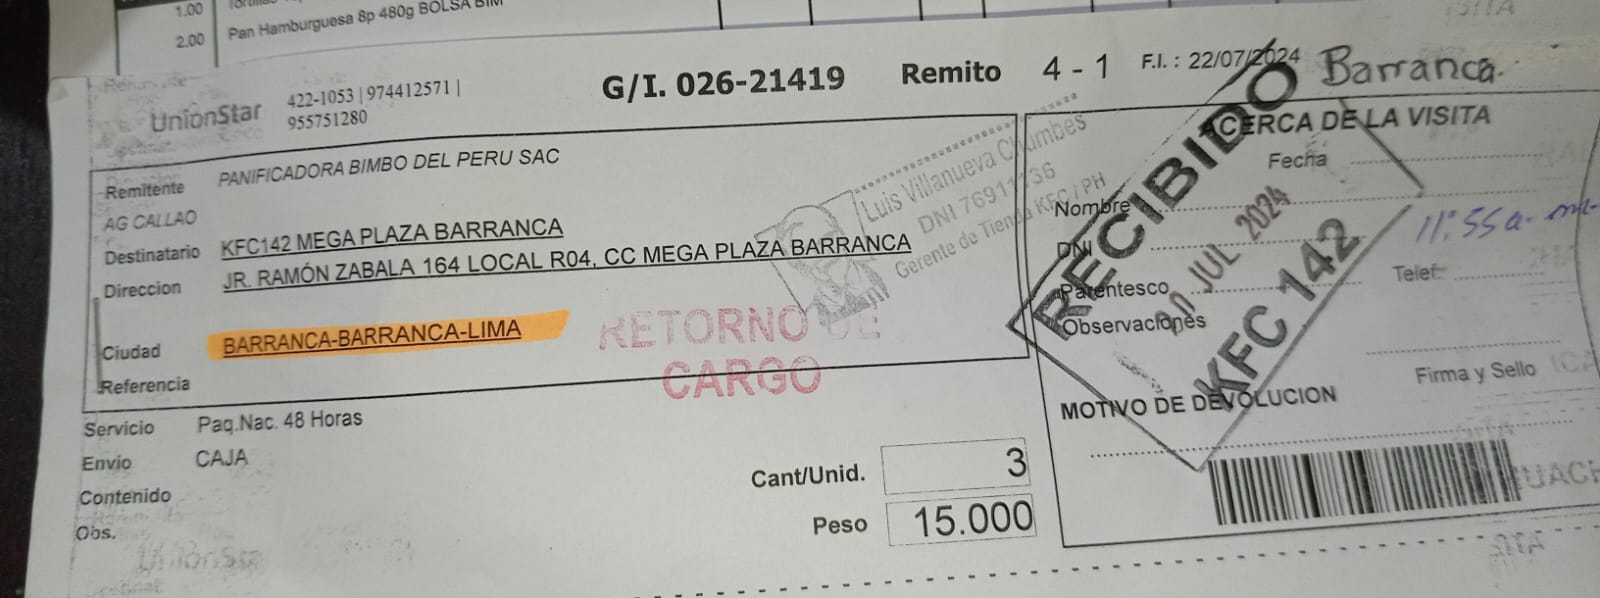 1.00
2.00 Pan Hamburguesa 8p 480g BOLSA BIM
UnionStar 422-1053 | 974412571 |
955751280
G/I. 026-21419 Remito 4 - 1 F.I. : 22/07/2024 Barranca.
Remitente PANIFICADORA BIMBO DEL PERU SAC
AG CALLAO
Destinatario KFC142 MEGA PLAZA BARRANCA
Direccion JR. RAMÓN ZABALA 164 LOCAL R04, CC MEGA PLAZA BARRANCA
Ciudad BARRANCA-BARRANCA-LIMA
Referencia
Luis Villanueva Chumbes
DNI 76911136
Gerente de Tienda KFC / PH
RETORNO DE
CARGO
Servicio Paq.Nac. 48 Horas
Envio CAJA
Contenido
Obs.
Cant/Unid. 3
Peso 15.000
ACERCA DE LA VISITA
Fecha
Nombre
11:55 a.m.
DNI
Telef:
Parentesco
Observaciones
Firma y Sello
MOTIVO DE DEVOLUCION
RECIBIDO
JUL 2024
KFC 142
UnionStar